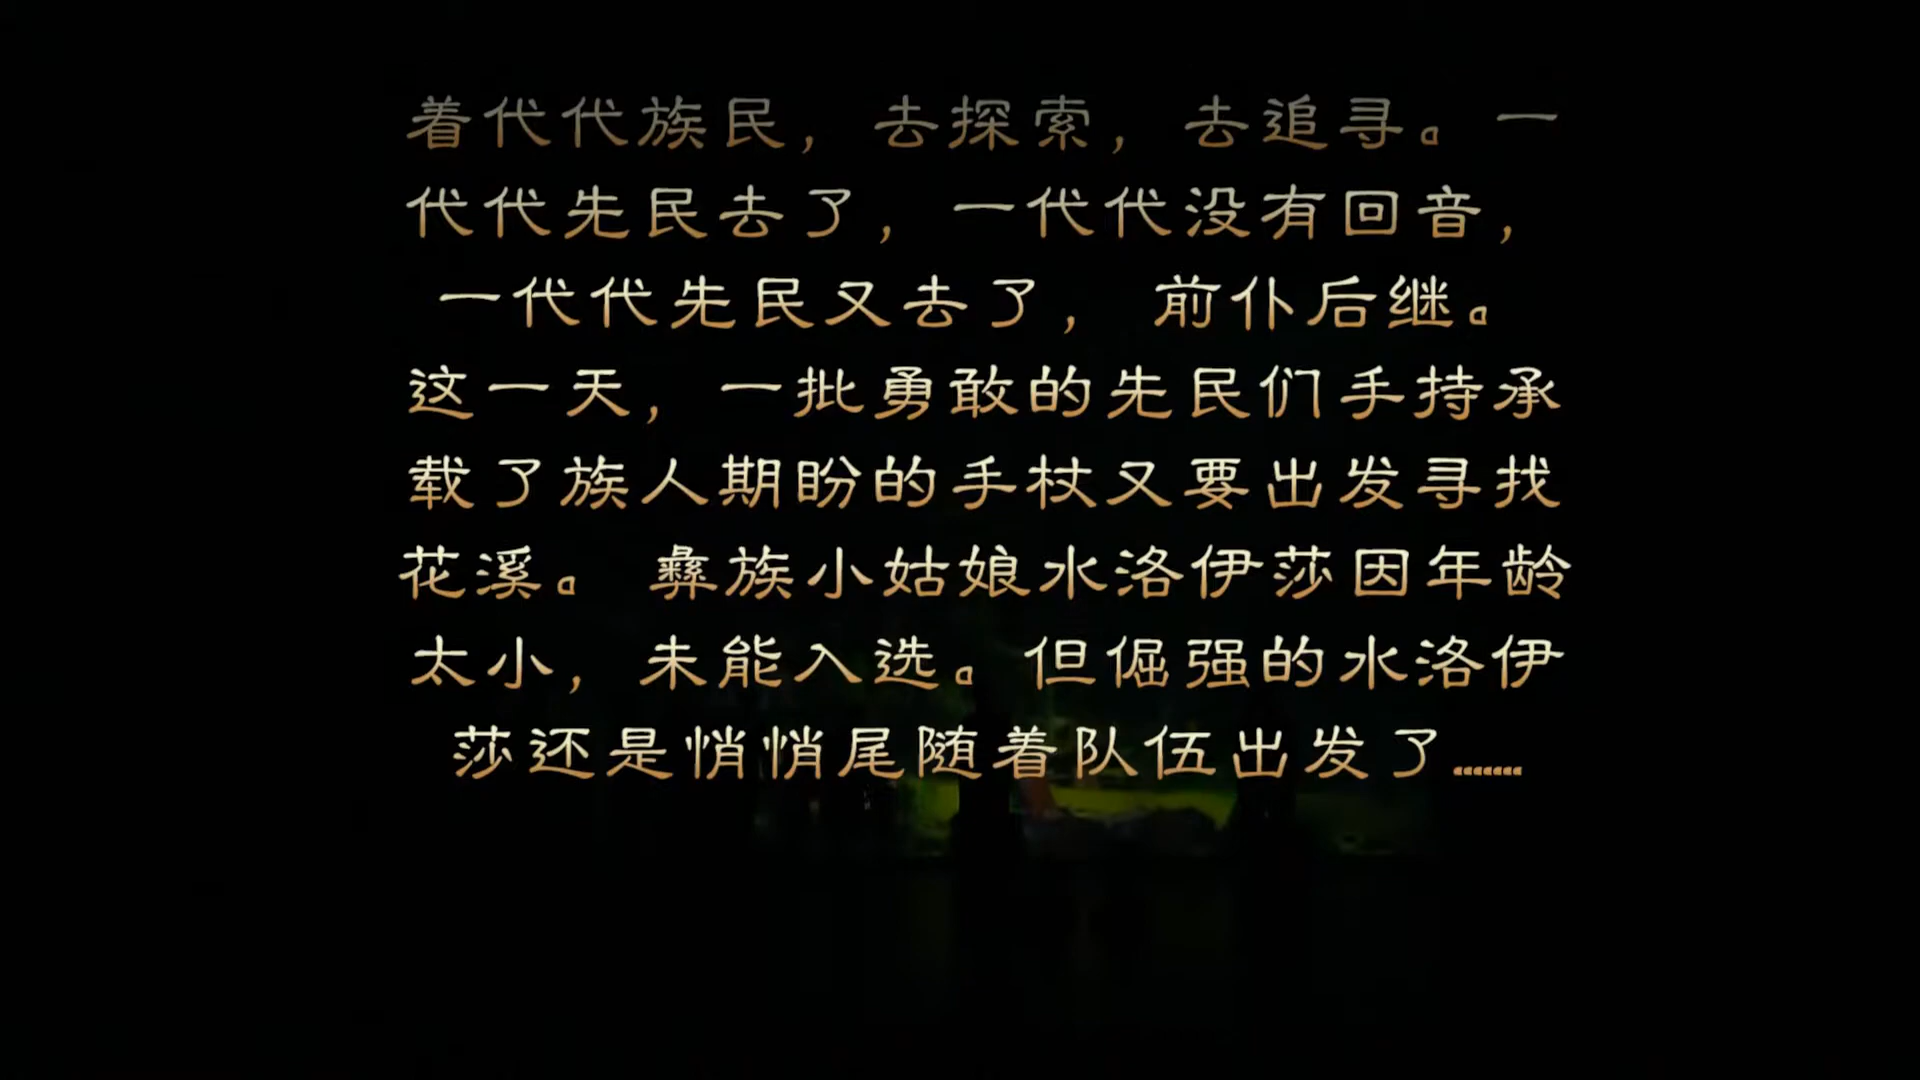 着代代族民，去探索，去追寻。一
代代先民去了，一代代没有回音，
一代代先民又去了， 前仆后继。
这一天，一批勇敢的先民们手持承
载了族人期盼的手杖又要出发寻找
花溪。 彝族小姑娘水洛伊莎因年龄
太小，未能入选。但倔强的水洛伊
莎还是悄悄尾随着队伍出发了.......